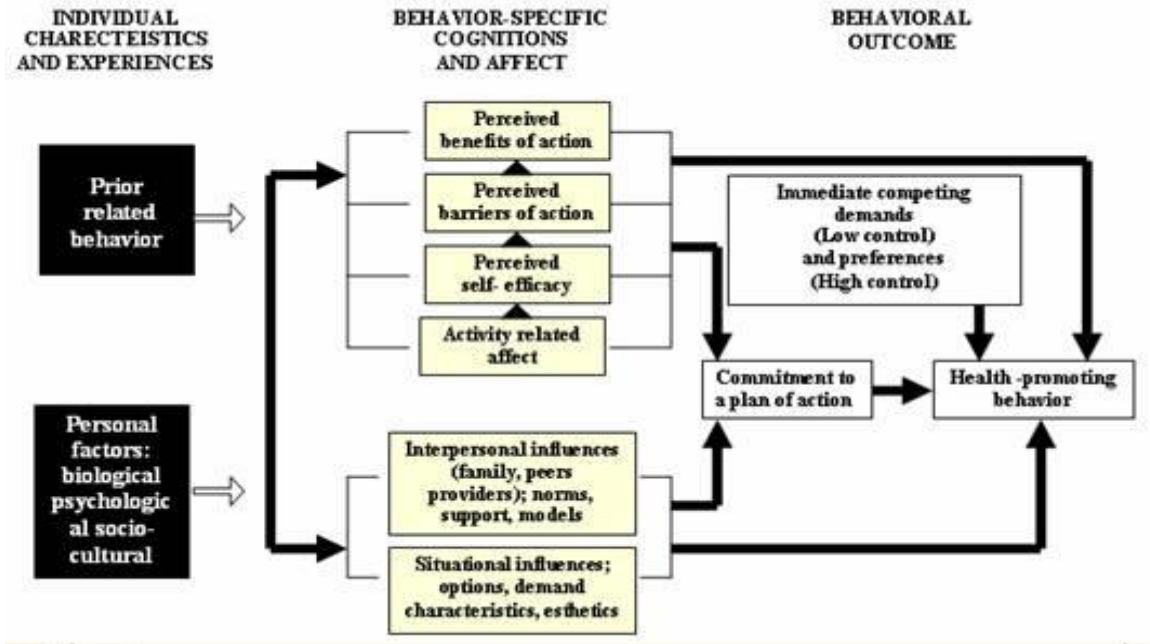 INDIVIDUAL
CHARECTEISTICS
AND EXPERIENCES
BEHAVIOR-SPECIFIC
COGNITIONS
AND AFFECT
BEHAVIORAL
OUTCOME
Prior
related
behavior
Personal
factors:
biological
psychologic
al socio-
cultural
Perceived
benefits of action
Perceived
barriers of action
Perceived
self- efficacy
Activity related
affect
Interpersonal influences
(family, peers
providers); norms,
support, models
Situational influences;
options, demand
characteristics, esthetics
Immediate competing
demands
(Low control)
and preferences
(High control)
Commitment to
a plan of action
Health -promoting
behavior